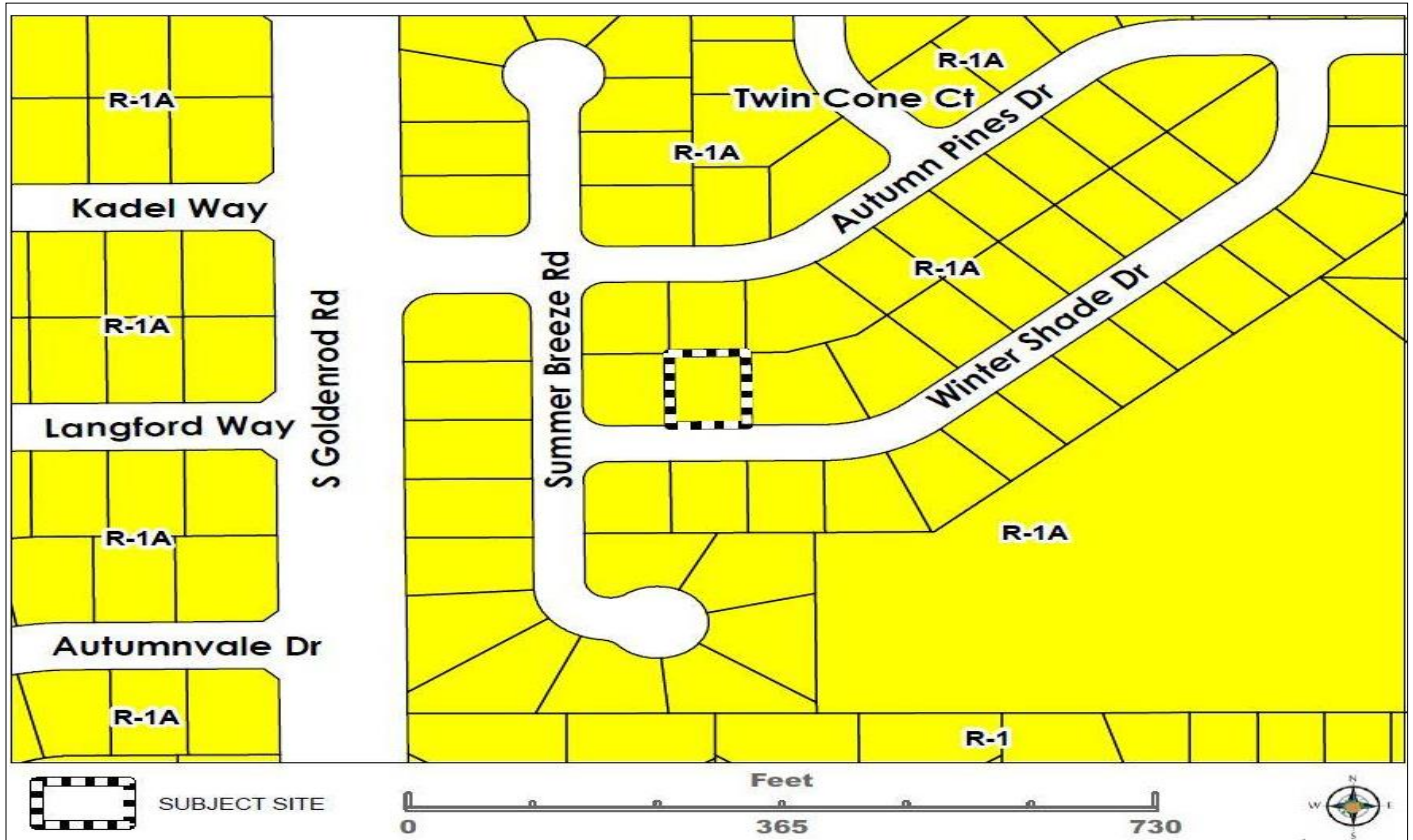 R-1A
R-1A
Twin Cone Ct
Autumn Pines Dr
R-1A
Kadel Way
R-1A
Winter Shade Dr
R-1A
S Goldenrod Rd
Summer Breeze Rd
Langford Way
R-1A
R-1A
Autumnvale Dr
R-1A
R-1
SUBJECT SITE
Feet
0 365 730
N
W E
S